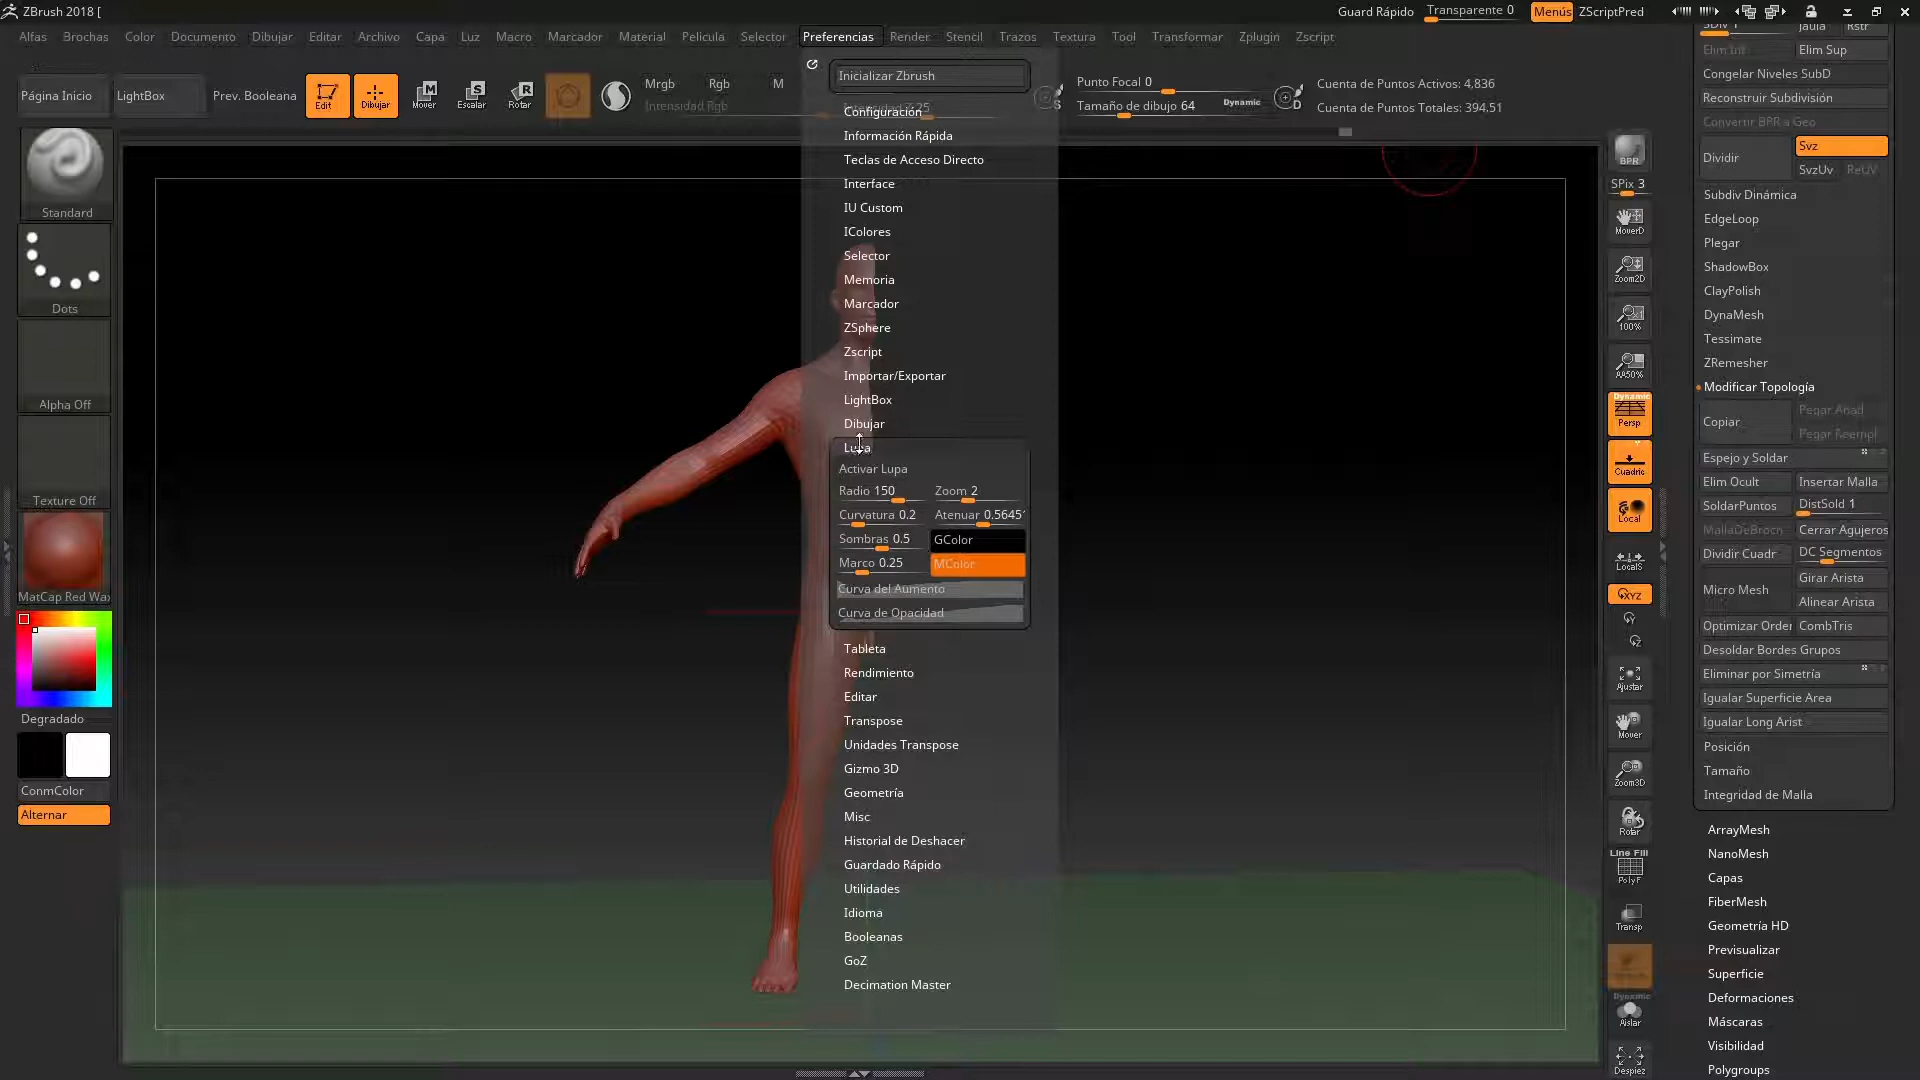 ZBrush 2018 [
Guard Rápido
Transparente 0
Menús
ZScriptPred
Alfas
Brochas
Color
Documento
Dibujar
Editar
Archivo
Capa
Luz
Macro
Marcador
Material
Película
Selector
Preferencias
Render
Stencil
Trazos
Textura
Tool
Transformar
Zplugin
Zscript
Página Inicio
LightBox
Prev. Booleana
Edit
Dibujar
Mover
Escalar
Rotar
Mrgb
Rgb
M
Intensidad Rgb
Punto Focal 0
Tamaño de dibujo 64
Dynamic
S
D
Cuenta de Puntos Activos: 4,836
Cuenta de Puntos Totales: 394,51
Standard
Dots
Alpha Off
Texture Off
MatCap Red Wax
Degradado
ConmColor
Alternar
Inicializar Zbrush
Configuración
Información Rápida
Teclas de Acceso Directo
Interface
IU Custom
IColores
Selector
Memoria
Marcador
ZSphere
Zscript
Importar/Exportar
LightBox
Dibujar
Lupa
Activar Lupa
Radio 150
Zoom 2
Curvatura 0.2
Atenuar 0.5645
Sombras 0.5
GColor
Marco 0.25
MColor
Curva del Aumento
Curva de Opacidad
Tableta
Rendimiento
Editar
Transpose
Unidades Transpose
Gizmo 3D
Geometría
Misc
Historial de Deshacer
Guardado Rápido
Utilidades
Idioma
Booleanas
GoZ
Decimation Master
BPR
SPix 3
MoverD
Zoom2D
100%
AA50%
Dynamic
Persp
Cuadric
Local
LocalS
XYZ
Y
Z
Ajustar
Mover
Zoom3D
Rotar
Line Fill
PolyF
Transp
Dynamic
Aislar
Despiez
Jaula
Rstr
Elim Inf
Elim Sup
Congelar Niveles SubD
Reconstruir Subdivisión
Convertir BPR a Geo
Dividir
Svz
SvzUv
ReUV
Subdiv Dinámica
EdgeLoop
Plegar
ShadowBox
ClayPolish
DynaMesh
Tessimate
ZRemesher
Modificar Topología
Copiar
Pegar Añad
Pegar Reempl
Espejo y Soldar
Elim Ocult
Insertar Malla
SoldarPuntos
DistSold 1
MallaDeBrocn
Cerrar Agujeros
Dividir Cuadr
DC Segmentos
Micro Mesh
Girar Arista
Alinear Arista
Optimizar Order
CombTris
Desoldar Bordes Grupos
Eliminar por Simetría
Igualar Superficie Area
Igualar Long Arist
Posición
Tamaño
Integridad de Malla
ArrayMesh
NanoMesh
Capas
FiberMesh
Geometría HD
Previsualizar
Superficie
Deformaciones
Máscaras
Visibilidad
Polygroups